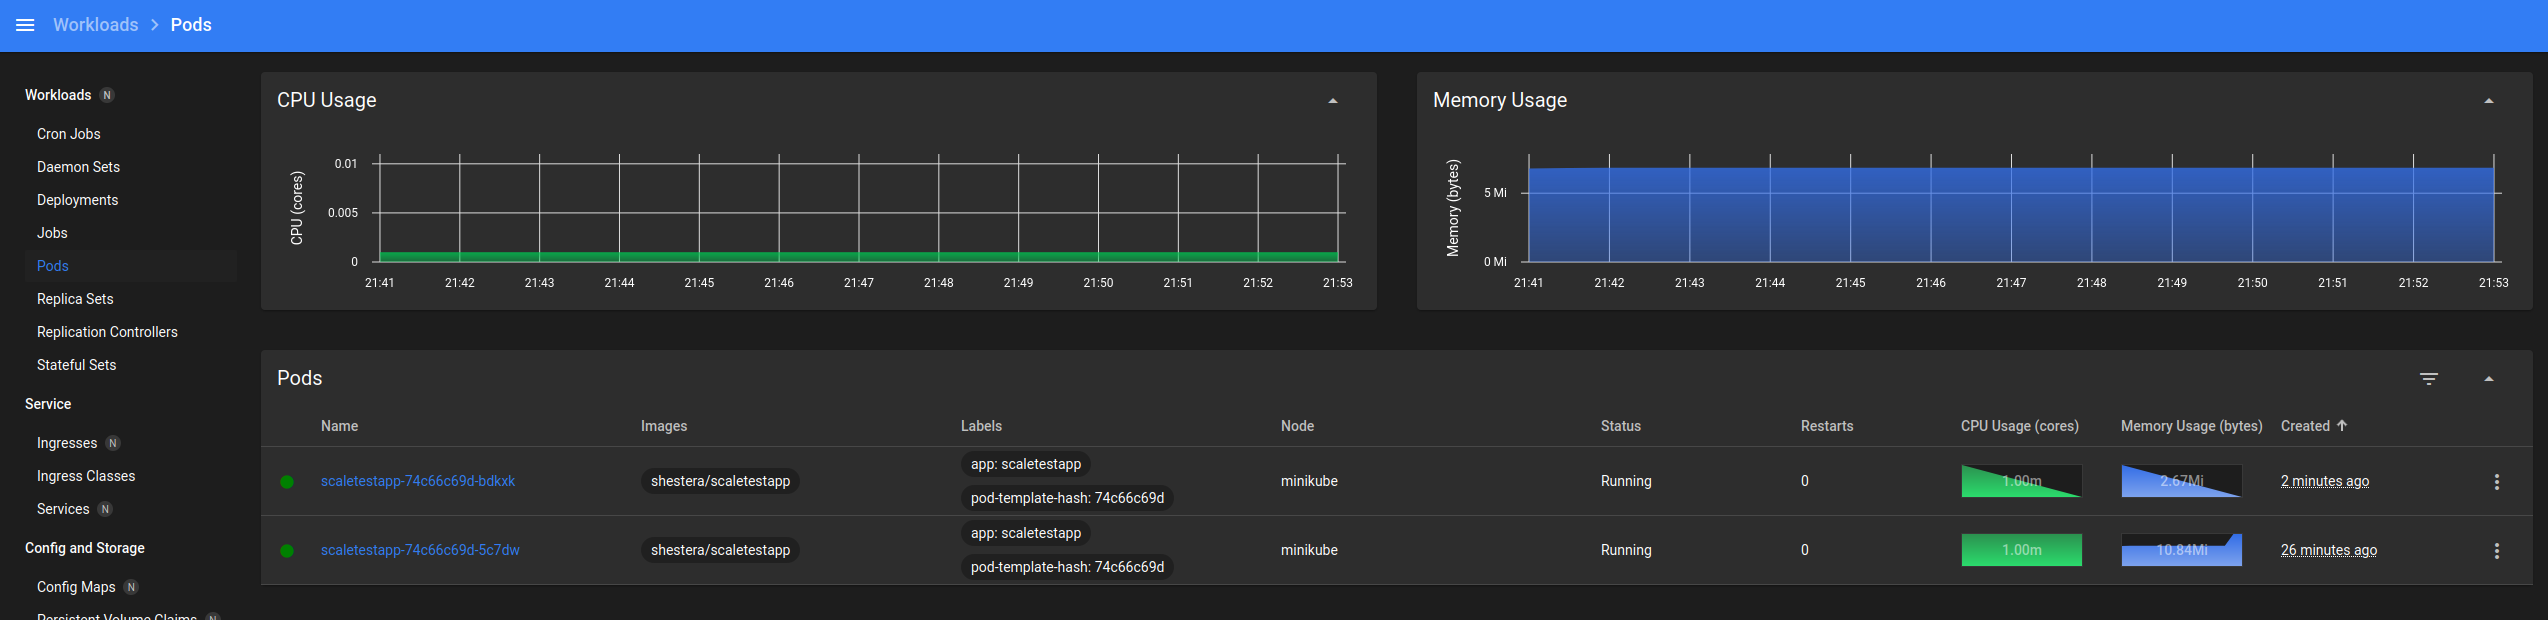 Workloads > Pods
Workloads N
Cron Jobs
Daemon Sets
Deployments
Jobs
Pods
Replica Sets
Replication Controllers
Stateful Sets
Service
Ingresses N
Ingress Classes
Services N
Config and Storage
Config Maps N
Persistent Volume Claims N
CPU Usage
CPU (cores)
0.01
0.005
0
21:41 21:42 21:43 21:44 21:45 21:46 21:47 21:48 21:49 21:50 21:51 21:52 21:53
Memory Usage
Memory (bytes)
5 Mi
0 Mi
21:41 21:42 21:43 21:44 21:45 21:46 21:47 21:48 21:49 21:50 21:51 21:52 21:53
Pods
Name Images Labels Node Status Restarts CPU Usage (cores) Memory Usage (bytes) Created ↑
app: scaletestapp
scaletestapp-74c66c69d-bdkxk shestera/scaletestapp minikube Running 0 1.00m 2.67Mi 2 minutes ago
pod-template-hash: 74c66c69d
app: scaletestapp
scaletestapp-74c66c69d-5c7dw shestera/scaletestapp minikube Running 0 1.00m 10.84Mi 26 minutes ago
pod-template-hash: 74c66c69d